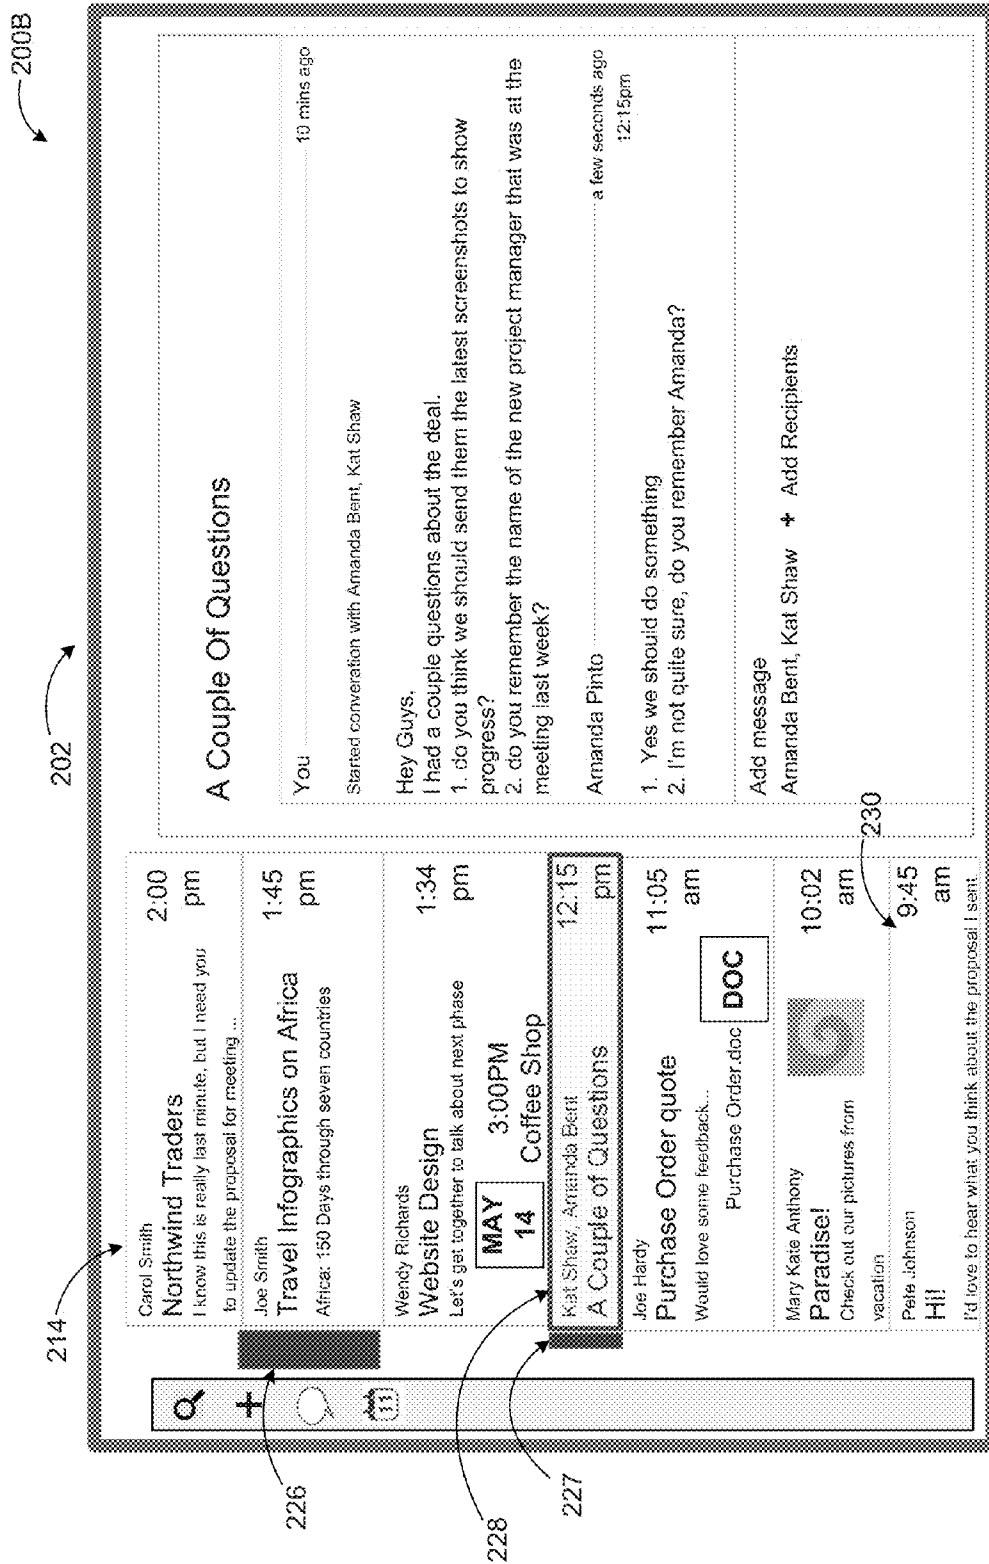 200B
202
214
226
228
227
230
11
Carol Smith
Northwind Traders
2:00
pm
I know this is really last minute, but I need you
to update the proposal for meeting ...
Joe Smith
Travel Infographics on Africa
1:45
pm
Africa: 150 Days through seven countries
Wendy Richards
Website Design
1:34
pm
Let's get together to talk about next phase
MAY
14
3:00PM
Coffee Shop
Kat Shaw, Amanda Bent
12:15
pm
A Couple of Questions
Joe Hardy
Purchase Order quote
11:05
am
Would love some feedback...
Purchase Order.doc
DOC
Mary Kate Anthony
Paradise!
10:02
am
Check out our pictures from
vacation
Pete Johnson
Hi!
9:45
am
I'd love to hear what you think about the proposal I sent
A Couple Of Questions
You
10 mins ago
Started converation with Amanda Bent, Kat Shaw
Hey Guys,
I had a couple questions about the deal.
1. do you think we should send them the latest screenshots to show
progress?
2. do you remember the name of the new project manager that was at the
meeting last week?
Amanda Pinto
a few seconds ago
12:15pm
1. Yes we should do something
2. I'm not quite sure, do you remember Amanda?
Add message
Amanda Bent, Kat Shaw + Add Recipients